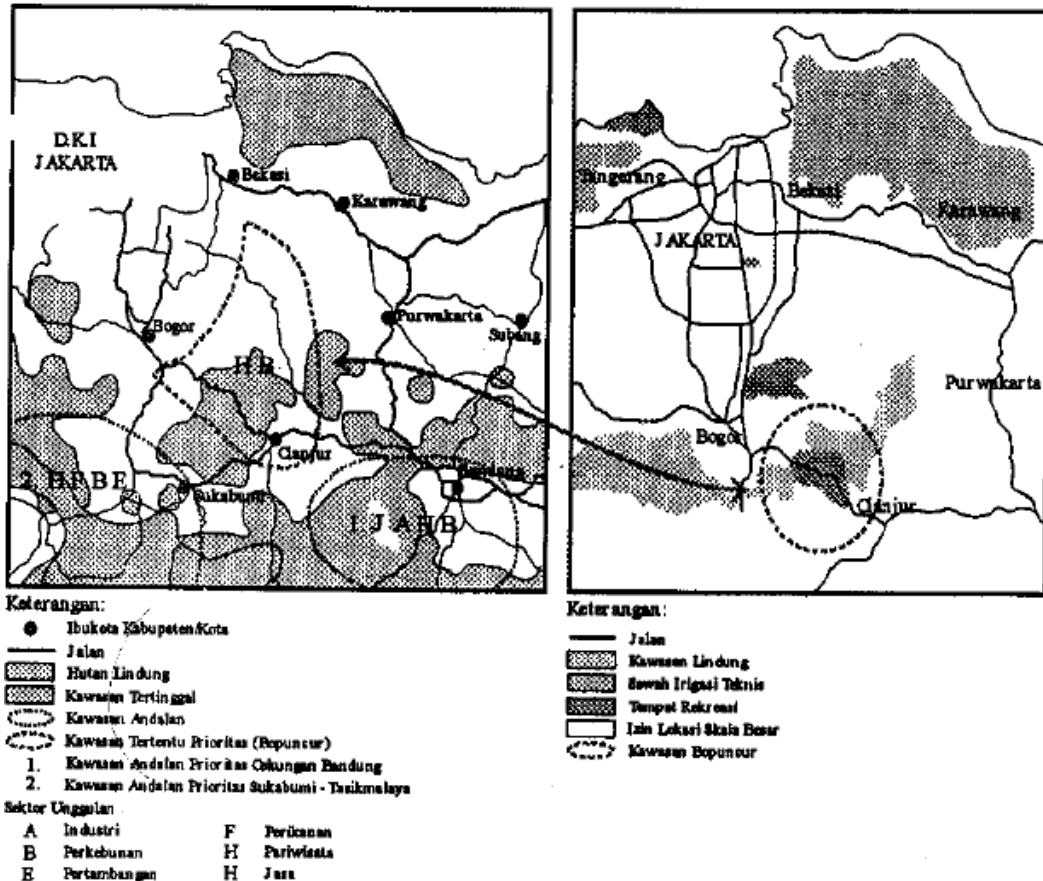 D.K.I
JAKARTA
Bekasi
Karawang
Bogor
Purwakarta
Subang
H B
Cianjur
Bandung
2. H F B E
Sukabumi
1 J A H B
Tangerang
Bekasi
Karawang
JAKARTA
Purwakarta
Bogor
Cianjur
Keterangan:
Ibukota Kabupaten/Kota
Jalan
Hutan Lindung
Kawasan Tertinggal
Kawasan Andalan
Kawasan Tertentu Prioritas (Bopuncur)
1. Kawasan Andalan Prioritas Cekungan Bandung
2. Kawasan Andalan Prioritas Sukabumi - Tasikmalaya
Sektor Unggulan
A Industri F Perikanan
B Perkebunan H Pariwisata
E Pertambangan H Jasa
Keterangan:
Jalan
Kawasan Lindung
Sawah Irigasi Teknis
Tempat Rekreasi
Izin Lokasi Skala Besar
Kawasan Bopuncur